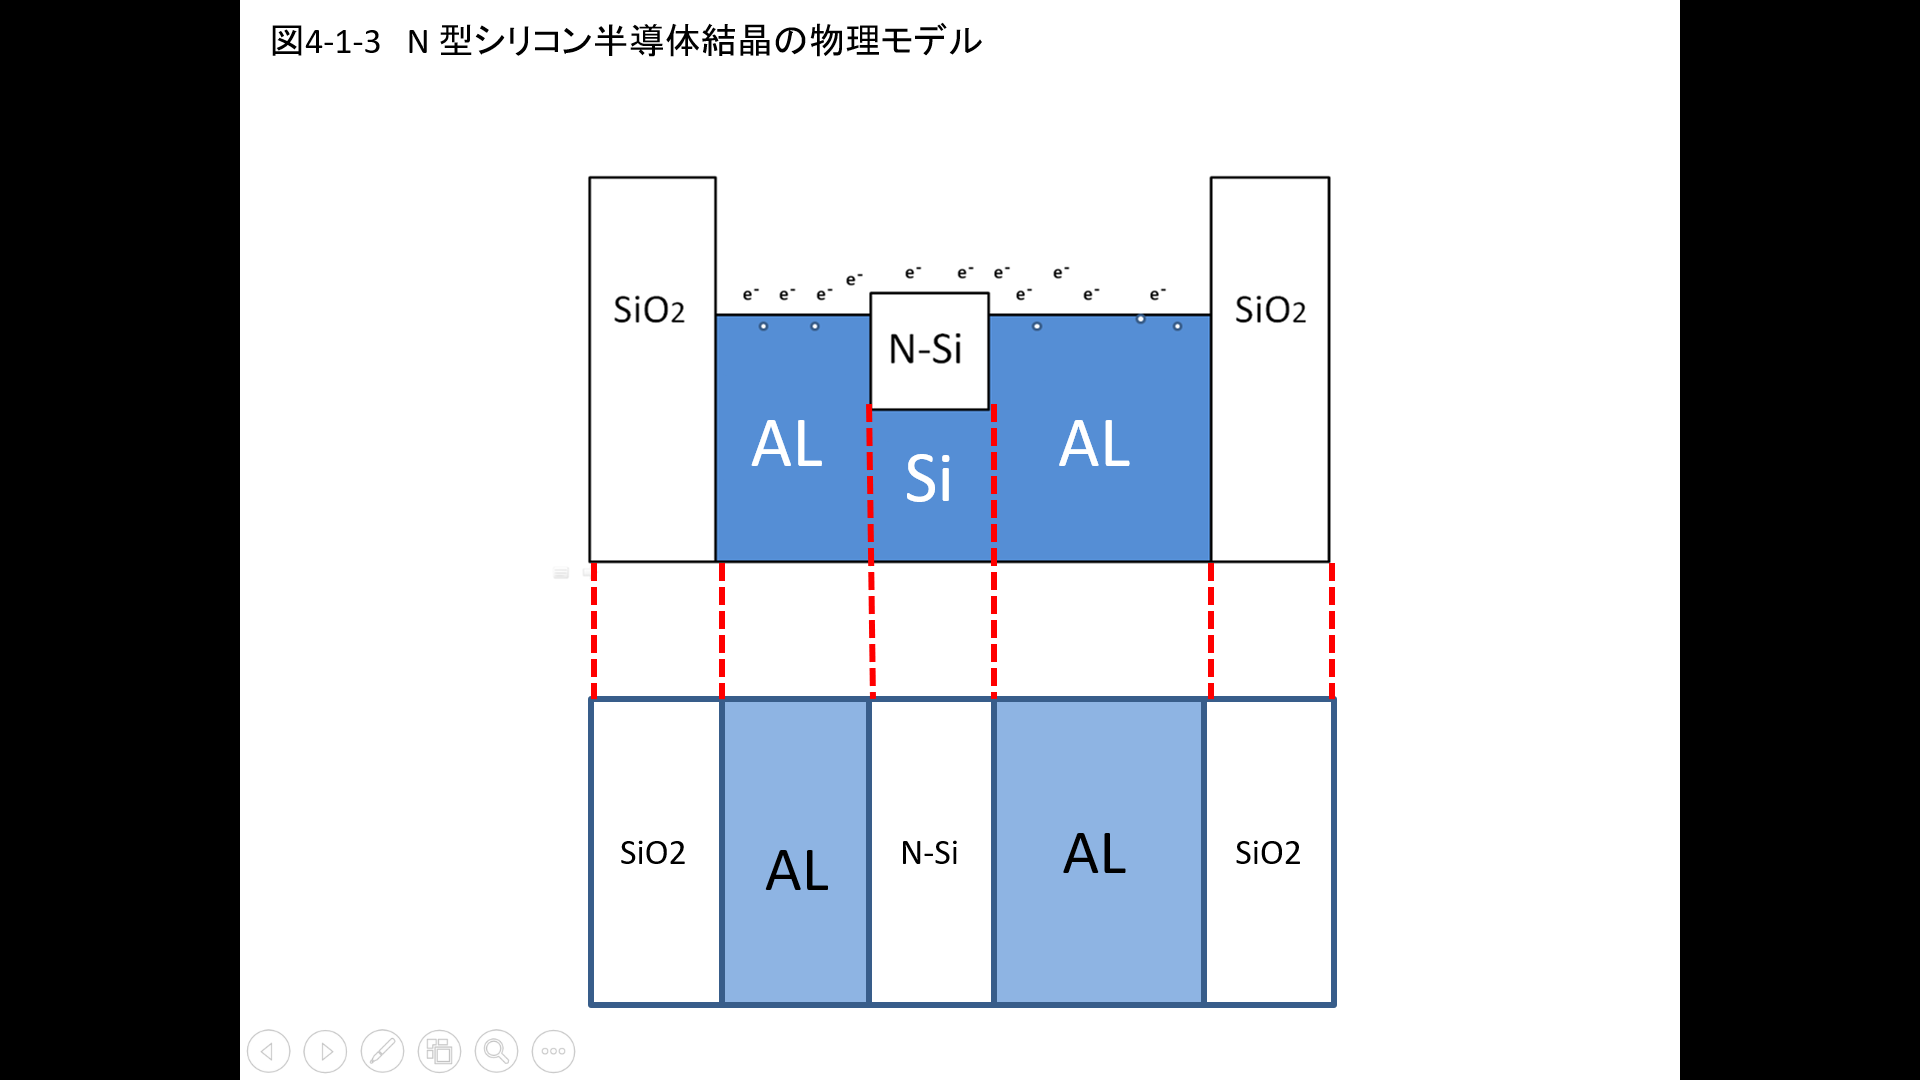 図4-1-3 N 型シリコン半導体結晶の物理モデル
e⁻ e⁻ e⁻ e⁻ e⁻ e⁻ e⁻ e⁻ e⁻ e⁻ e⁻
SiO₂
N-Si
SiO₂
AL
Si
AL
SiO2
AL
N-Si
AL
SiO2